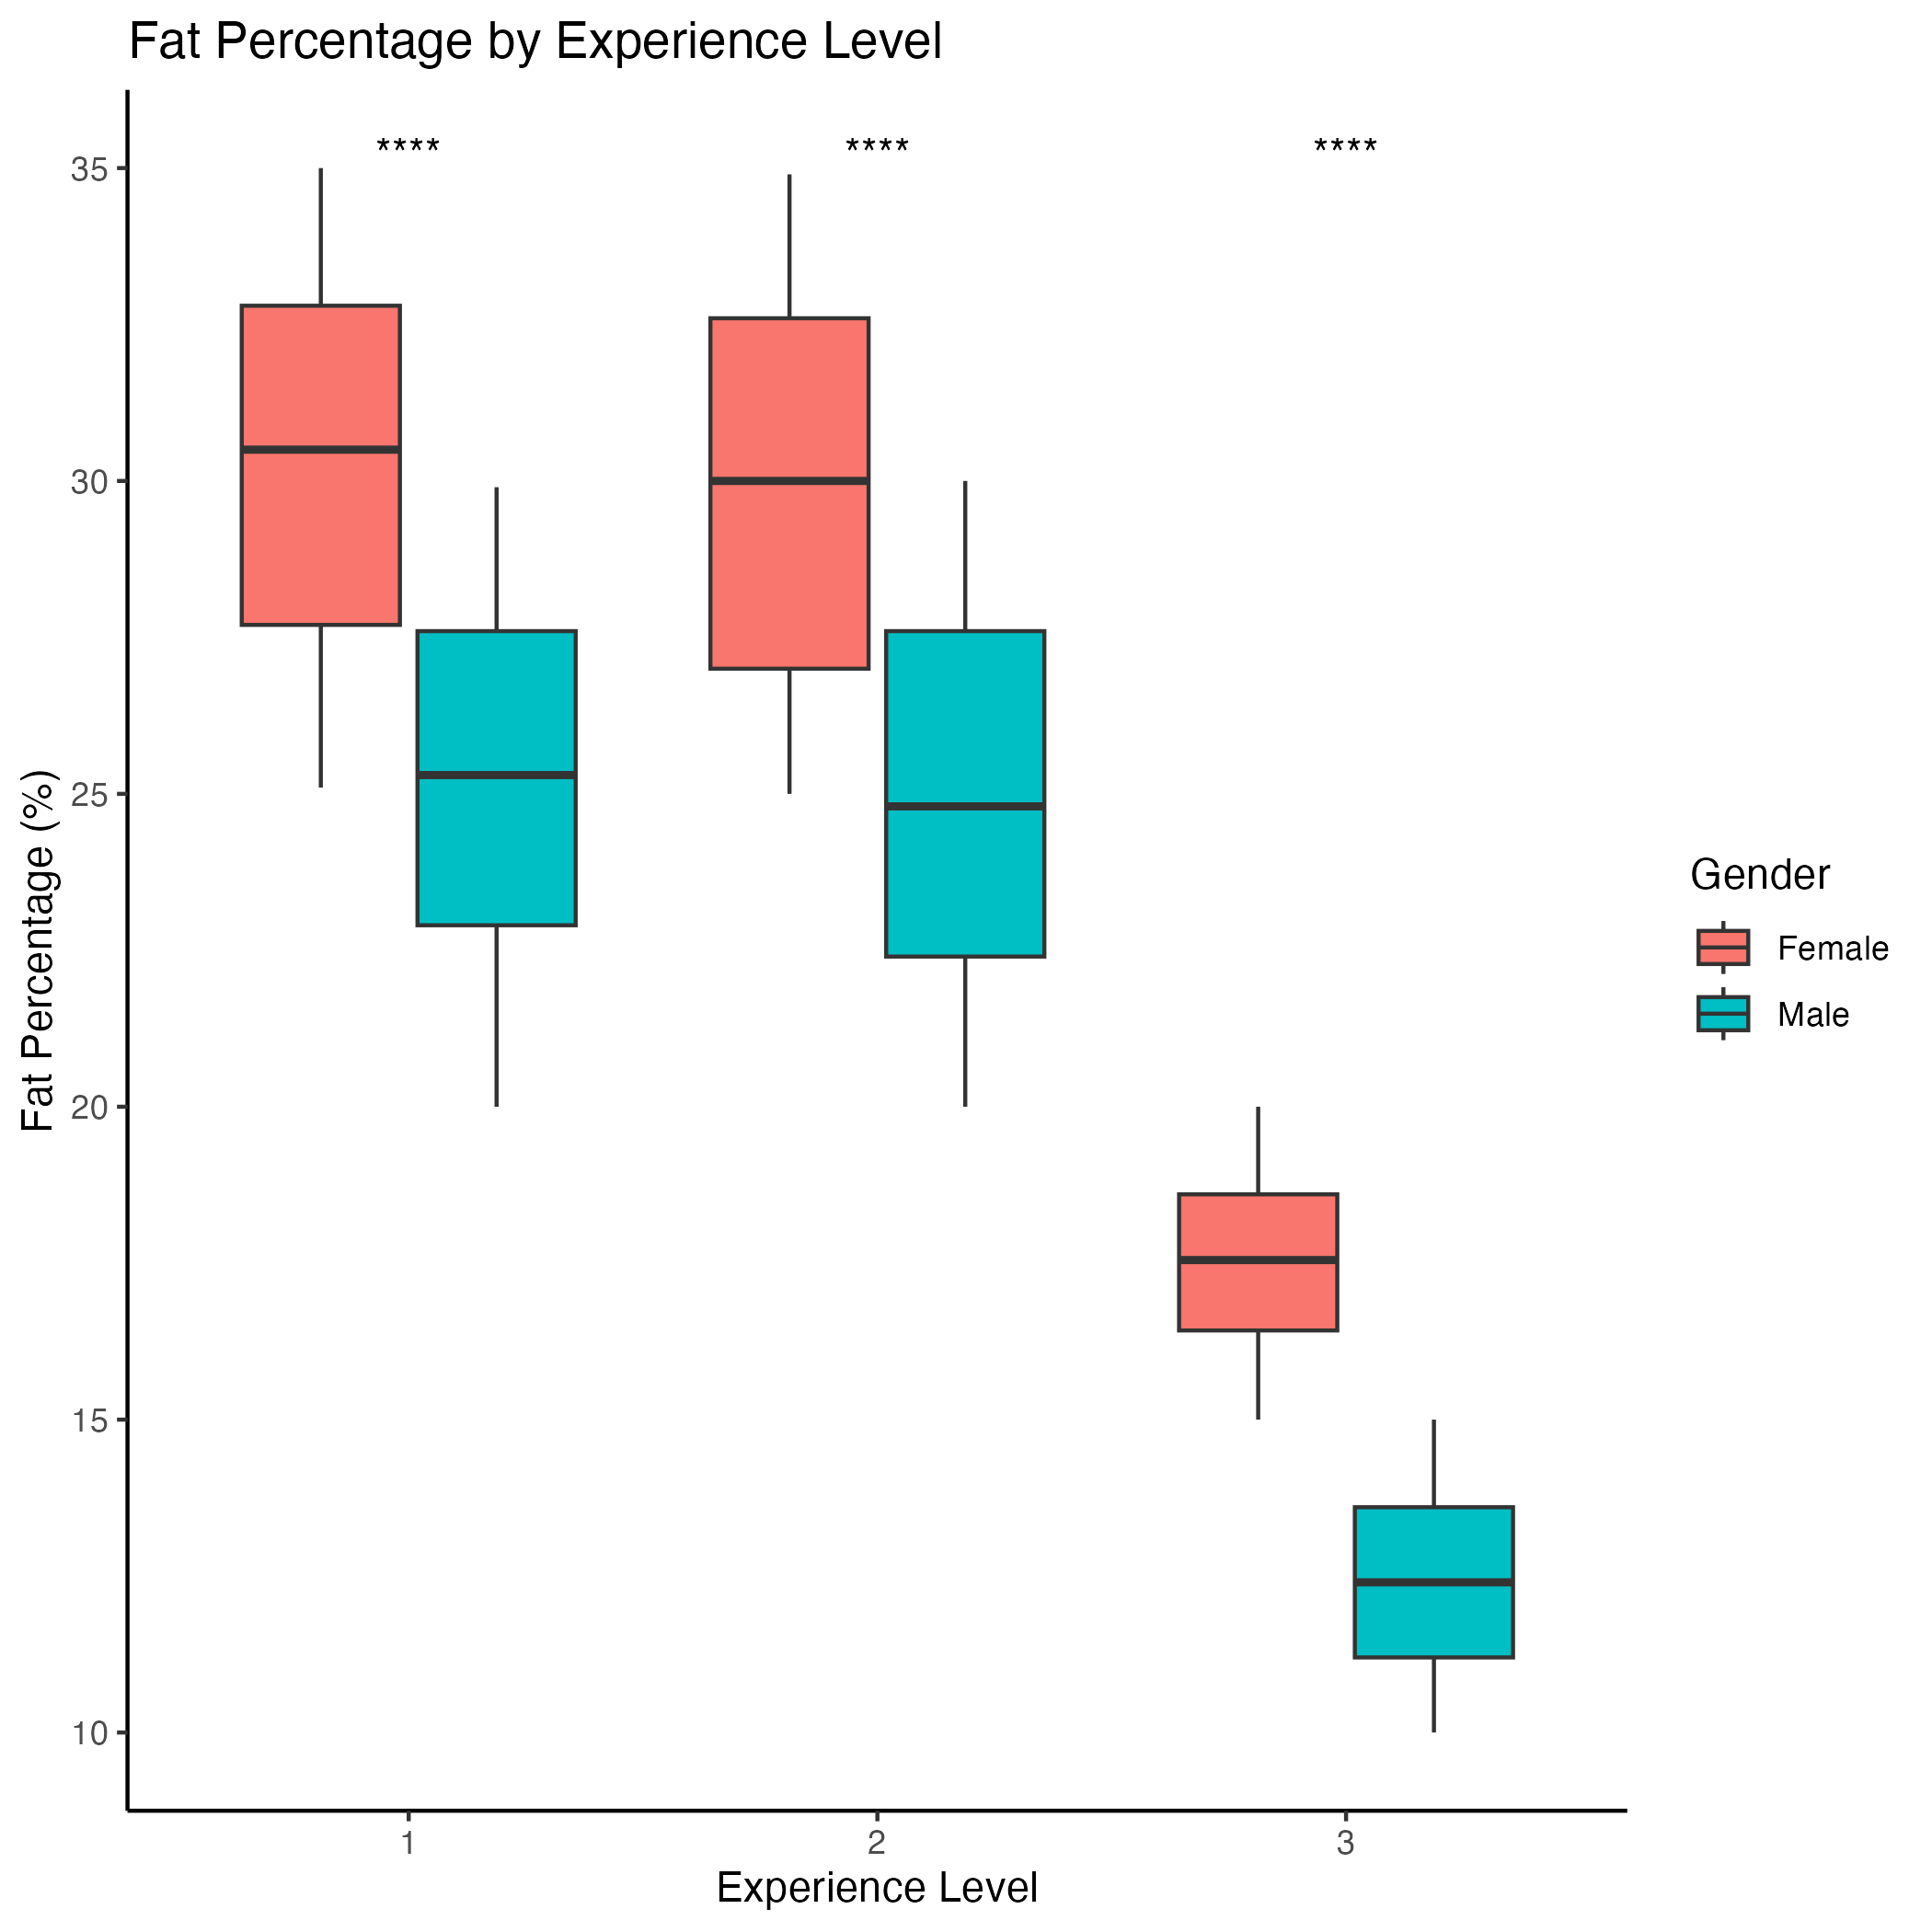 Fat Percentage by Experience Level
**** **** ****
35
30
25
20
15
10
Fat Percentage (%)
1 2 3
Experience Level
Gender
Female
Male